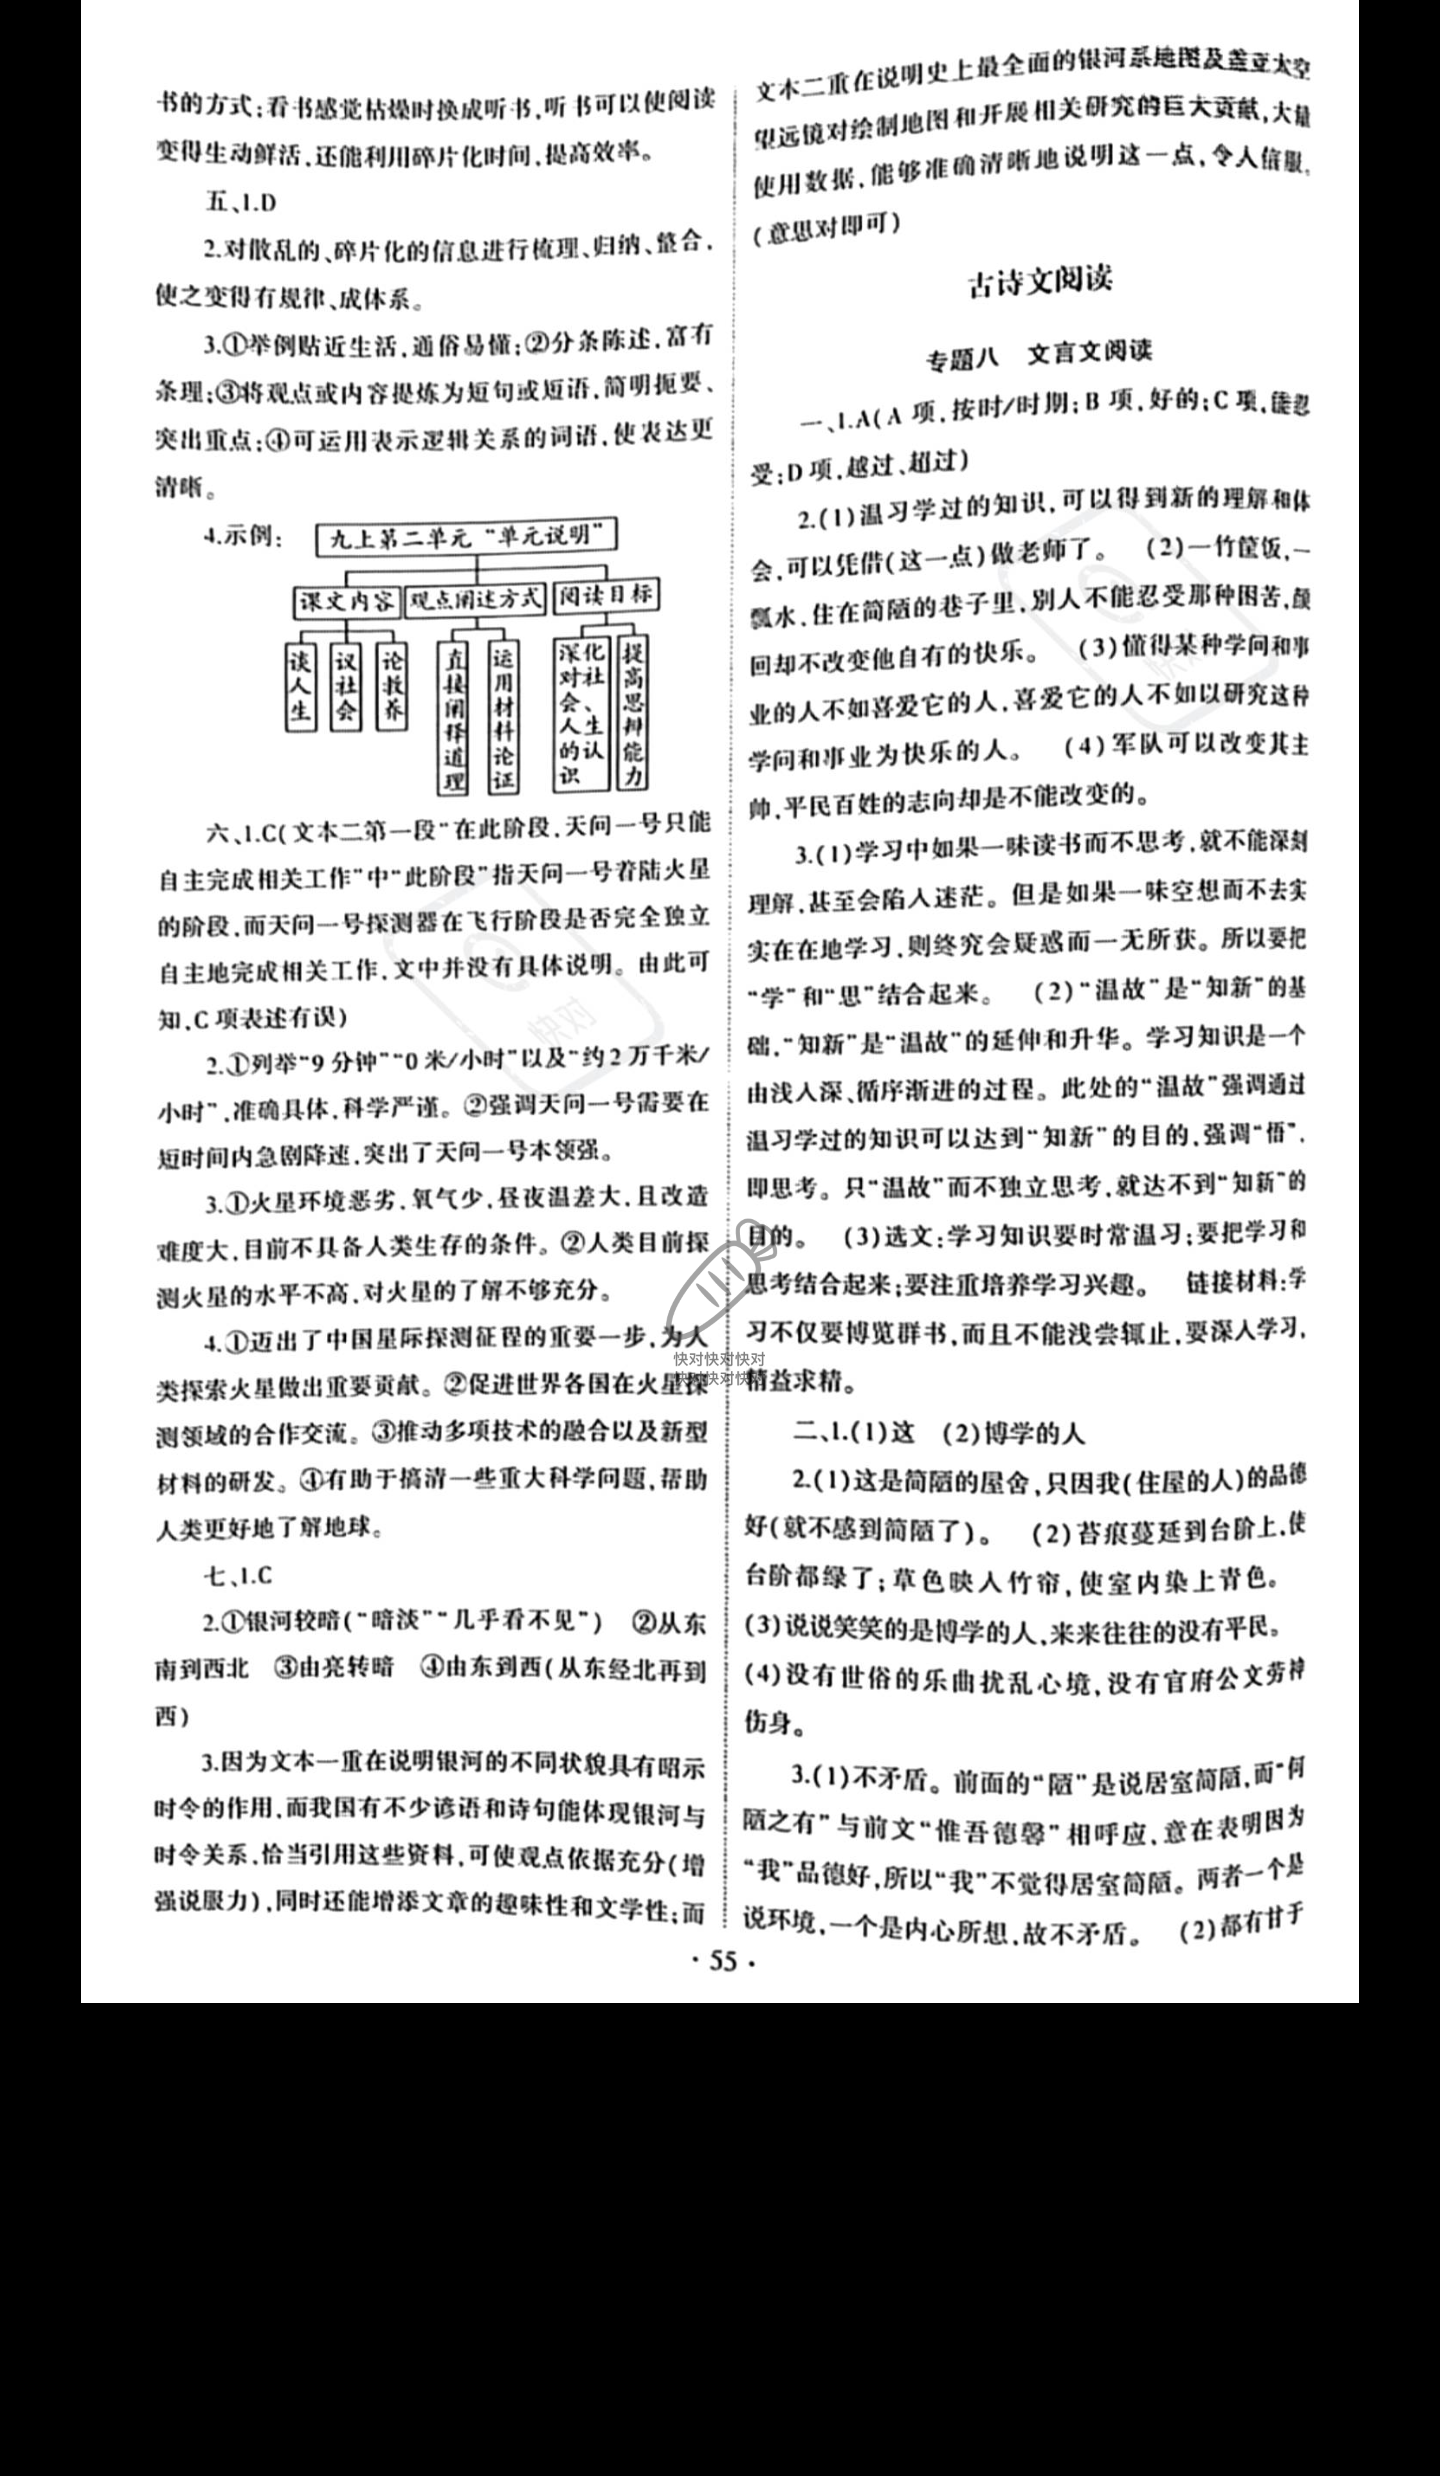 书的方式;看书感觉枯燥时换成听书,听书可以使阅读
变得生动鲜活,还能利用碎片化时间,提高效率。
五、1.D
2.对散乱的、碎片化的信息进行梳理、归纳、整合,
使之变得有规律、成体系。
3.①举例贴近生活,通俗易懂;②分条陈述,富有
条理;③将观点或内容提炼为短句或短语,简明扼要、
突出重点;④可运用表示逻辑关系的词语,使表达更
清晰。
4.示例:
九上第二单元“单元说明”
课文内容 观点阐述方式 阅读目标
谈人生
议社会
论教养
直接阐释道理
运用材料论证
深化对社会、人生的认识
提高思辨能力
六、1.C(文本二第一段“在此阶段,天问一号只能
自主完成相关工作”中“此阶段”指天问一号着陆火星
的阶段,而天问一号探测器在飞行阶段是否完全独立
自主地完成相关工作,文中并没有具体说明。由此可
知,C项表述有误)
2.①列举“9分钟”“0米/小时”以及“约2万千米/
小时”,准确具体,科学严谨。②强调天问一号需要在
短时间内急剧降速,突出了天问一号本领强。
3.①火星环境恶劣,氧气少,昼夜温差大,且改造
难度大,目前不具备人类生存的条件。②人类目前探
测火星的水平不高,对火星的了解不够充分。
4.①迈出了中国星际探测征程的重要一步,为人
类探索火星做出重要贡献。②促进世界各国在火星探
测领域的合作交流。③推动多项技术的融合以及新型
材料的研发。④有助于搞清一些重大科学问题,帮助
人类更好地了解地球。
七、1.C
2.①银河较暗(“暗淡”“几乎看不见”) ②从东
南到西北 ③由亮转暗 ④由东到西(从东经北再到
西)
3.因为文本一重在说明银河的不同状貌具有昭示
时令的作用,而我国有不少谚语和诗句能体现银河与
时令关系,恰当引用这些资料,可使观点依据充分(增
强说服力),同时还能增添文章的趣味性和文学性;而
文本二重在说明史上最全面的银河系地图及盖亚太空
望远镜对绘制地图和开展相关研究的巨大贡献,大量
使用数据,能够准确清晰地说明这一点,令人信服。
(意思对即可)
古诗文阅读
专题八 文言文阅读
一、1.A(A项,按时/时期;B项,好的;C项,能忍
受;D项,越过、超过)
2.(1)温习学过的知识,可以得到新的理解和体
会,可以凭借(这一点)做老师了。 (2)一竹筐饭,一
瓢水,住在简陋的巷子里,别人不能忍受那种困苦,颜
回却不改变他自有的快乐。 (3)懂得某种学问和事
业的人不如喜爱它的人,喜爱它的人不如以研究这种
学问和事业为快乐的人。 (4)军队可以改变其主
帅,平民百姓的志向却是不能改变的。
3.(1)学习中如果一味读书而不思考,就不能深刻
理解,甚至会陷入迷茫。但是如果一味空想而不去实
实在在地学习,则终究会疑惑而一无所获。所以要把
“学”和“思”结合起来。 (2)“温故”是“知新”的基
础,“知新”是“温故”的延伸和升华。学习知识是一个
由浅入深、循序渐进的过程。此处的“温故”强调通过
温习学过的知识可以达到“知新”的目的,强调“悟”,
即思考。只“温故”而不独立思考,就达不到“知新”的
目的。 (3)选文:学习知识要时常温习;要把学习和
思考结合起来;要注重培养学习兴趣。 链接材料:学
习不仅要博览群书,而且不能浅尝辄止,要深入学习,
精益求精。
二、1.(1)这 (2)博学的人
2.(1)这是简陋的屋舍,只因我(住屋的人)的品德
好(就不感到简陋了)。 (2)苔痕蔓延到台阶上,使
台阶都绿了;草色映入竹帘,使室内染上青色。
(3)说说笑笑的是博学的人,来来往往的没有平民。
(4)没有世俗的乐曲扰乱心境,没有官府公文劳神
伤身。
3.(1)不矛盾。前面的“陋”是说居室简陋,而“何
陋之有”与前文“惟吾德馨”相呼应,意在表明因为
“我”品德好,所以“我”不觉得居室简陋。两者一个是
说环境,一个是内心所想,故不矛盾。 (2)都有甘于
·55·
快对快对快对
快对快对快对
快对
快对